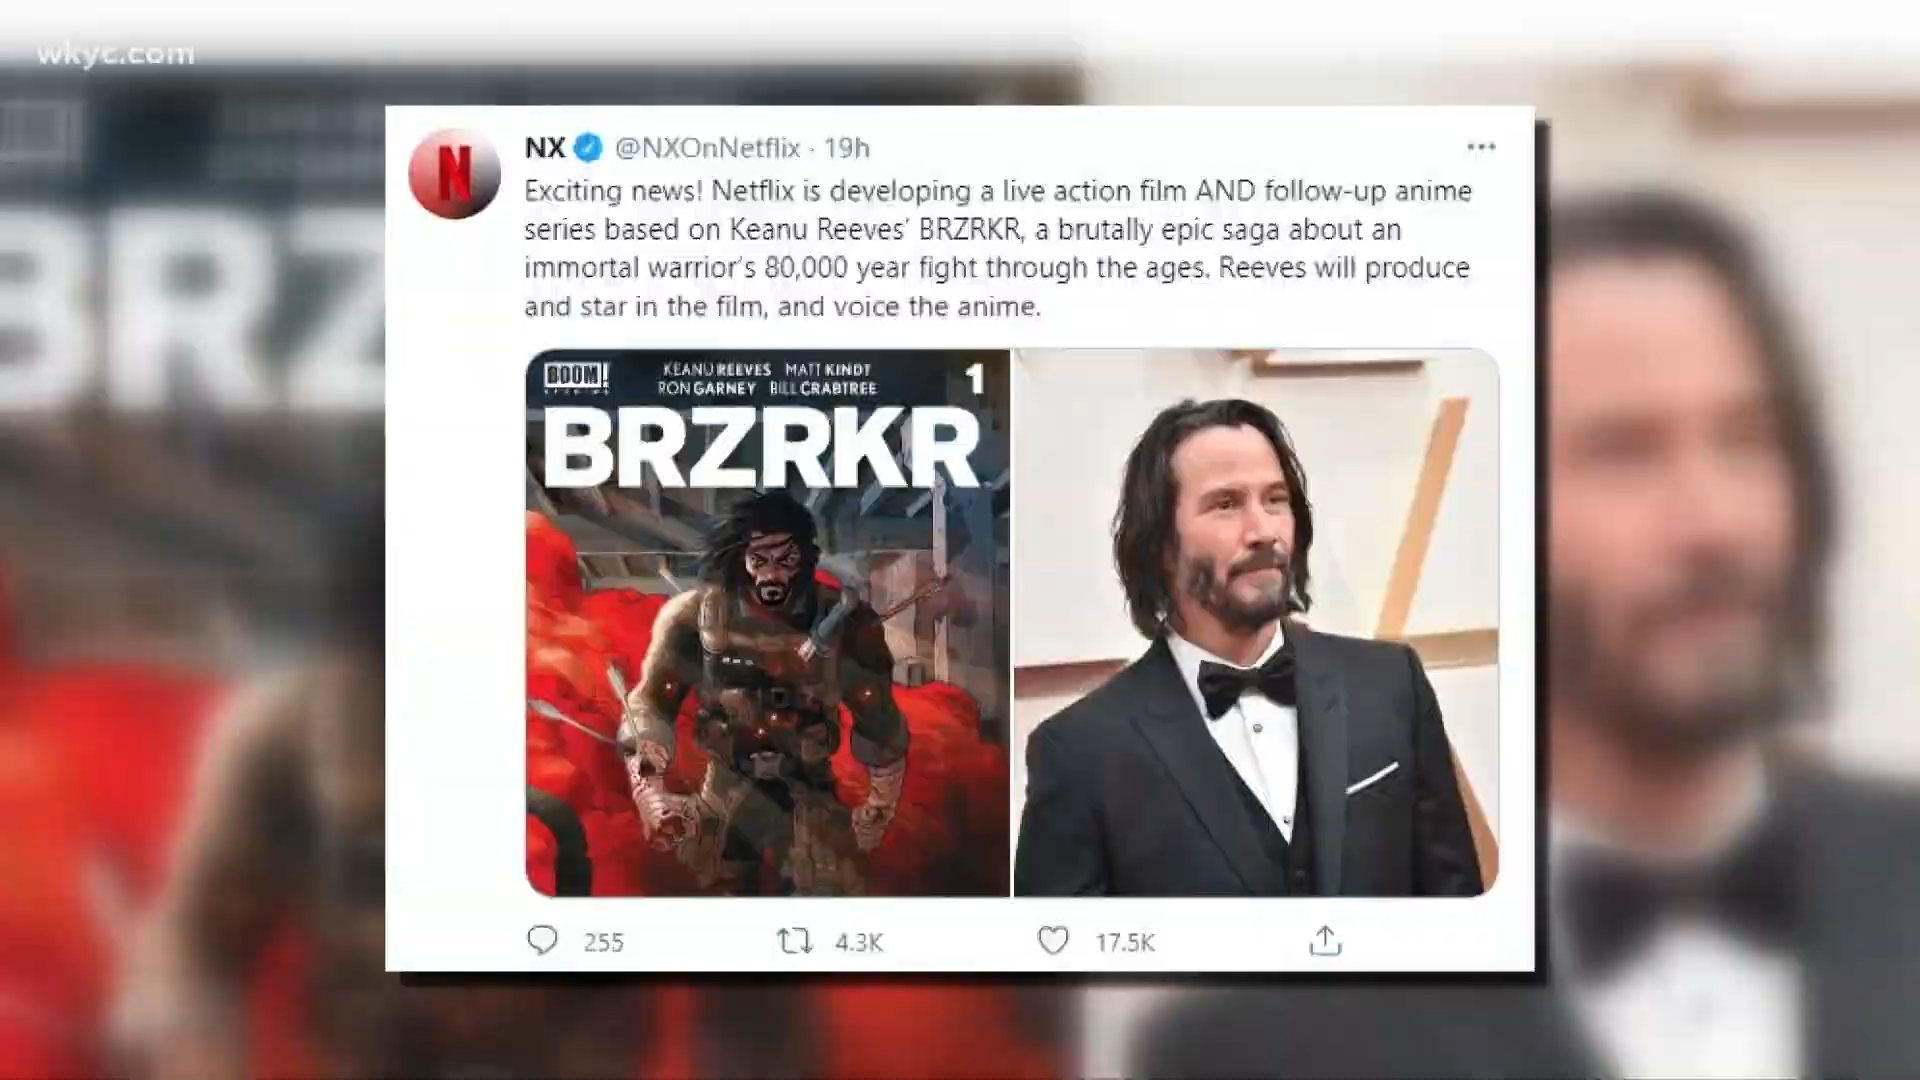 wkyc.com
NX @NXOnNetflix · 19h
Exciting news! Netflix is developing a live action film AND follow-up anime
series based on Keanu Reeves' BRZRKR, a brutally epic saga about an
immortal warrior's 80,000 year fight through the ages. Reeves will produce
and star in the film, and voice the anime.
BOOM!
KEANU REEVES MATT KINDT
RON GARNEY BILL CRABTREE
1
BRZRKR
255 4.3K 17.5K